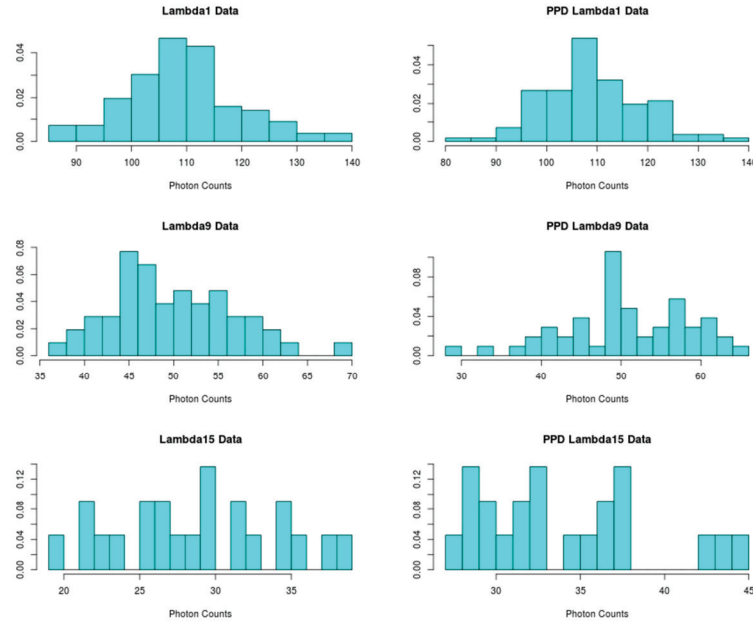 Lambda1 Data
0.04
0.02
0.00
90 100 110 120 130 140
Photon Counts
PPD Lambda1 Data
0.04
0.02
0.00
80 90 100 110 120 130 140
Photon Counts
Lambda9 Data
0.08
0.06
0.04
0.02
0.00
35 40 45 50 55 60 65 70
Photon Counts
PPD Lambda9 Data
0.08
0.04
0.00
30 40 50 60
Photon Counts
Lambda15 Data
0.12
0.08
0.04
0.00
20 25 30 35
Photon Counts
PPD Lambda15 Data
0.12
0.08
0.04
0.00
30 35 40 45
Photon Counts